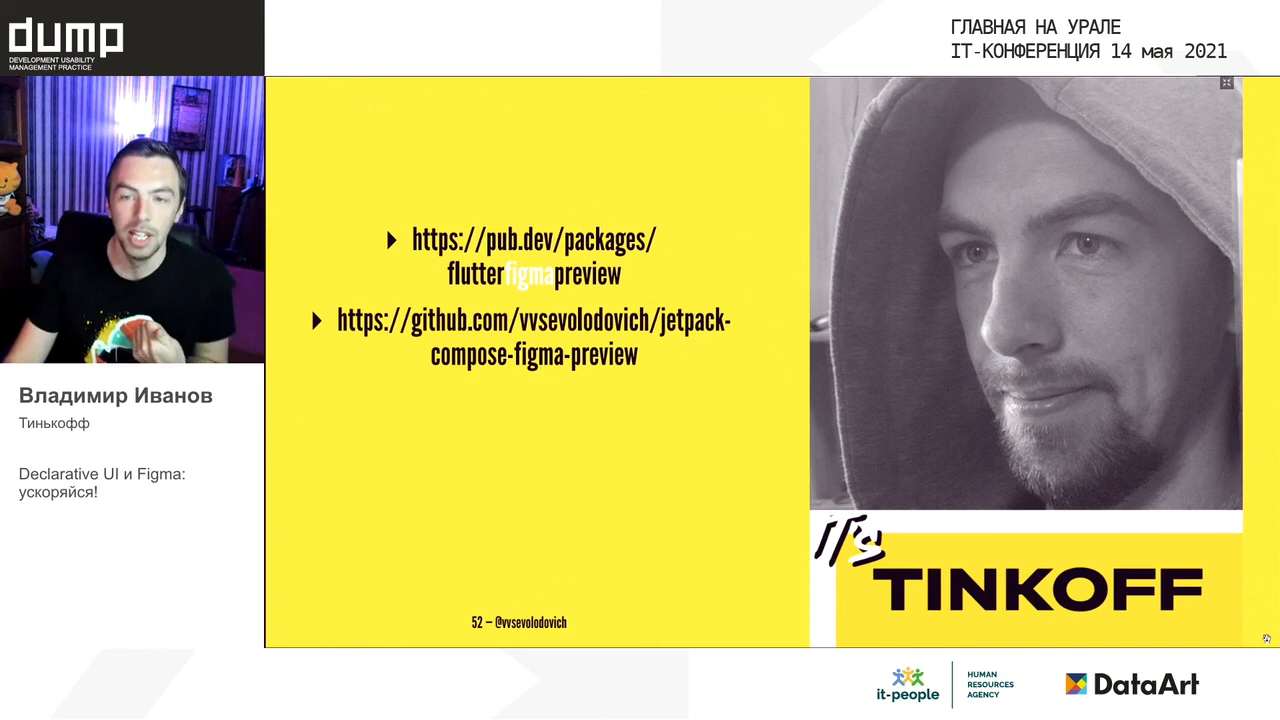 dump
DEVELOPMENT USABILITY
MANAGEMENT PRACTICE
ГЛАВНАЯ НА УРАЛЕ
IT-КОНФЕРЕНЦИЯ 14 мая 2021
Владимир Иванов
Тинькофф
Declarative UI и Figma:
ускоряйся!
https://pub.dev/packages/
flutterfigmapreview
https://github.com/vvsevolodovich/jetpack-
compose-figma-preview
52 – @vvsevolodovich
IT's
TINKOFF
it-people
HUMAN
RESOURCES
AGENCY
DataArt